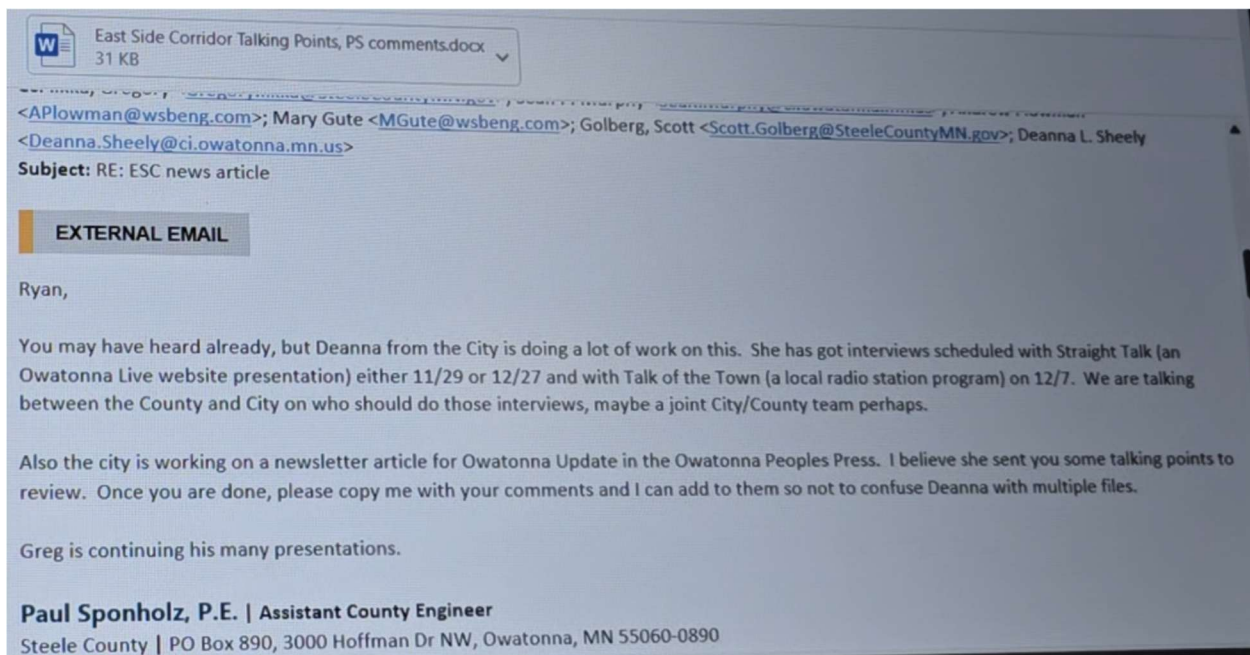 East Side Corridor Talking Points, PS comments.docx
31 KB
<APlowman@wsbeng.com>; Mary Gute <MGute@wsbeng.com>; Golberg, Scott <Scott.Golberg@SteeleCountyMN.gov>; Deanna L. Sheely
<Deanna.Sheely@ci.owatonna.mn.us>
Subject: RE: ESC news article
EXTERNAL EMAIL
Ryan,
You may have heard already, but Deanna from the City is doing a lot of work on this. She has got interviews scheduled with Straight Talk (an
Owatonna Live website presentation) either 11/29 or 12/27 and with Talk of the Town (a local radio station program) on 12/7. We are talking
between the County and City on who should do those interviews, maybe a joint City/County team perhaps.
Also the city is working on a newsletter article for Owatonna Update in the Owatonna Peoples Press. I believe she sent you some talking points to
review. Once you are done, please copy me with your comments and I can add to them so not to confuse Deanna with multiple files.
Greg is continuing his many presentations.
Paul Sponholz, P.E. | Assistant County Engineer
Steele County | PO Box 890, 3000 Hoffman Dr NW, Owatonna, MN 55060-0890